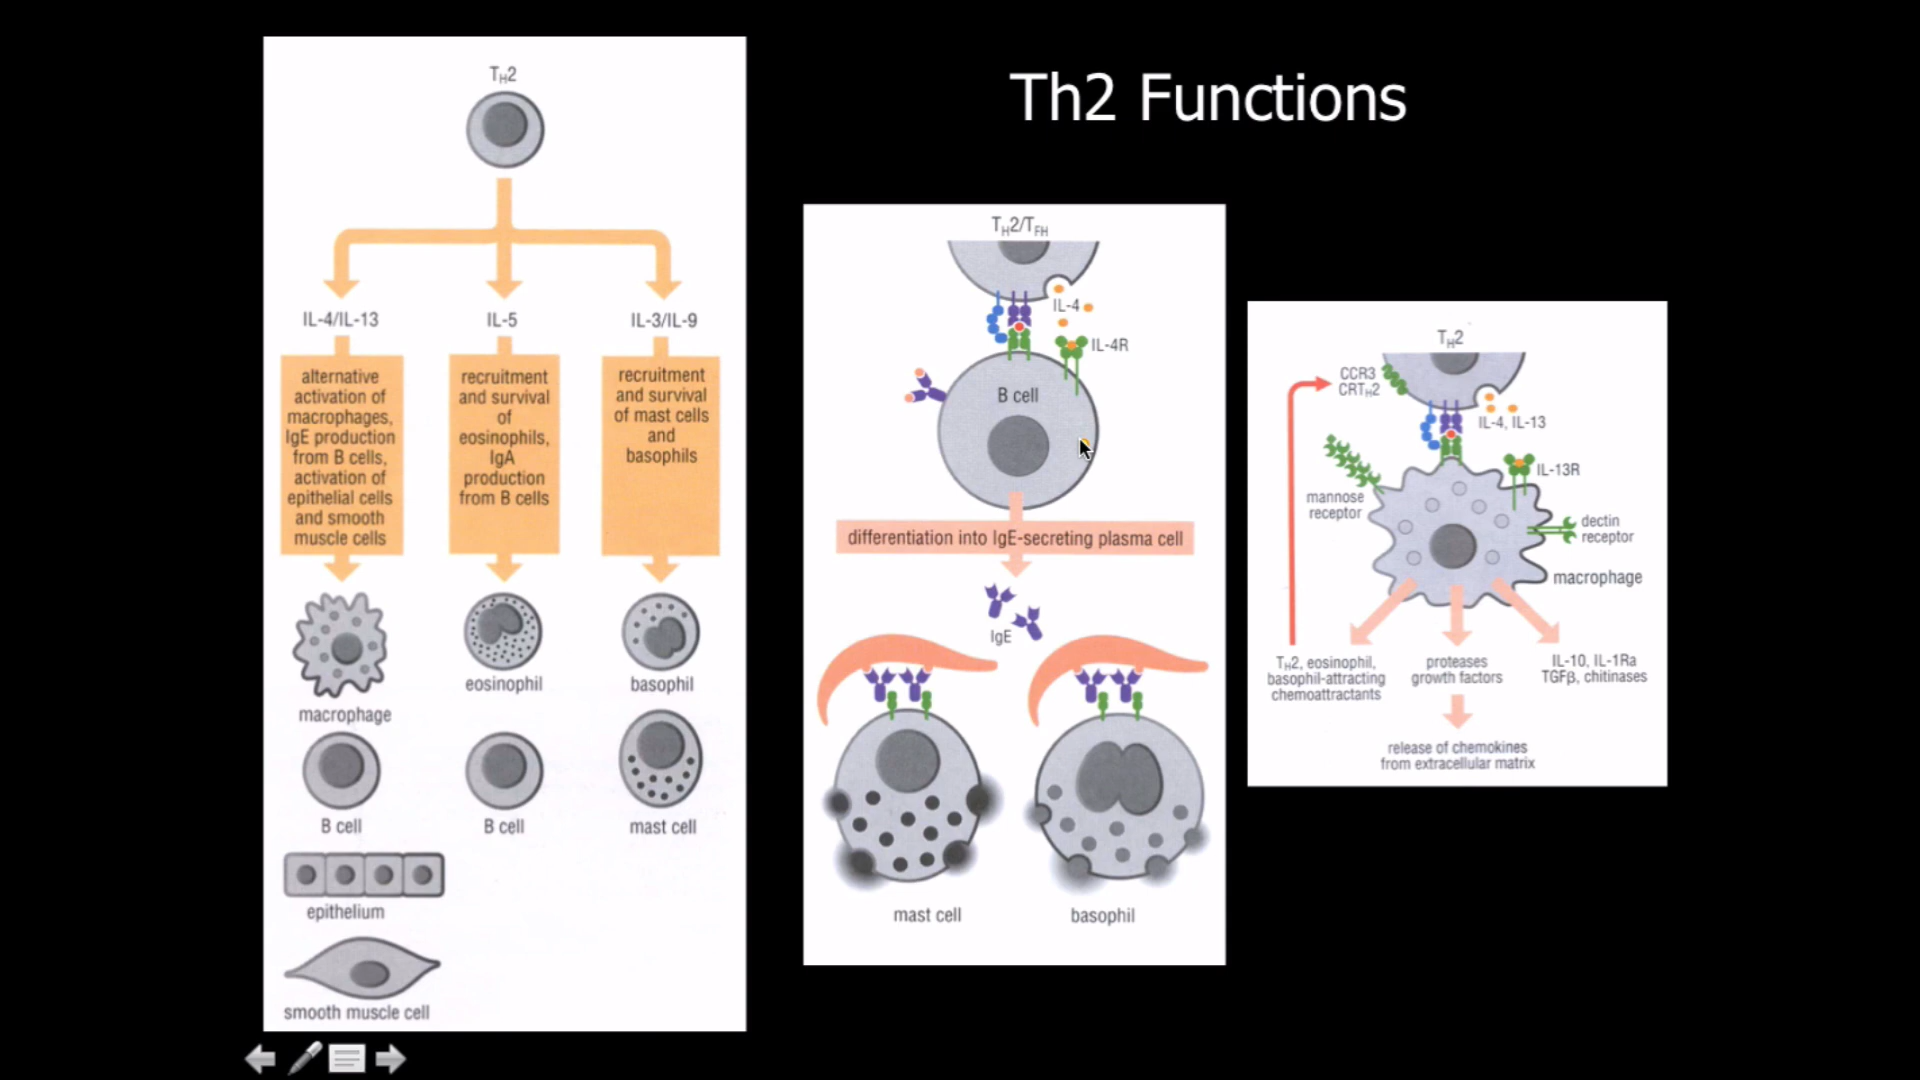 Th2 Functions
TH2
IL-4/IL-13
IL-5
IL-3/IL-9
alternative
activation of
macrophages,
IgE production
from B cells,
activation of
epithelial cells
and smooth
muscle cells
recruitment
and survival
of
eosinophils,
IgA
production
from B cells
recruitment
and survival
of mast cells
and
basophils
macrophage
eosinophil
basophil
B cell
B cell
mast cell
epithelium
smooth muscle cell
TH2/TFH
IL-4
IL-4R
B cell
differentiation into IgE-secreting plasma cell
IgE
mast cell
basophil
TH2
CCR3
CRTH2
IL-4, IL-13
IL-13R
mannose
receptor
dectin
receptor
macrophage
TH2, eosinophil,
basophil-attracting
chemoattractants
proteases
growth factors
IL-10, IL-1Ra
TGFβ, chitinases
release of chemokines
from extracellular matrix